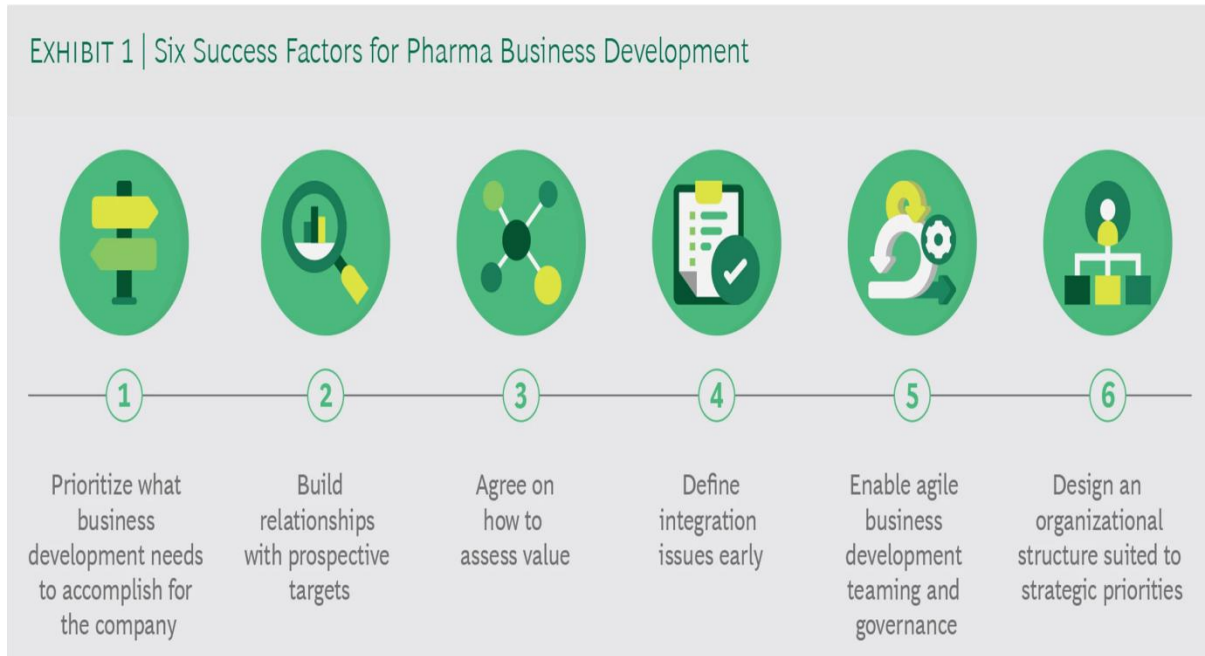 EXHIBIT 1 | Six Success Factors for Pharma Business Development
1
2
3
4
5
6
Prioritize what
business
development needs
to accomplish for
the company
Build
relationships
with prospective
targets
Agree on
how to
assess value
Define
integration
issues early
Enable agile
business
development
teaming and
governance
Design an
organizational
structure suited to
strategic priorities